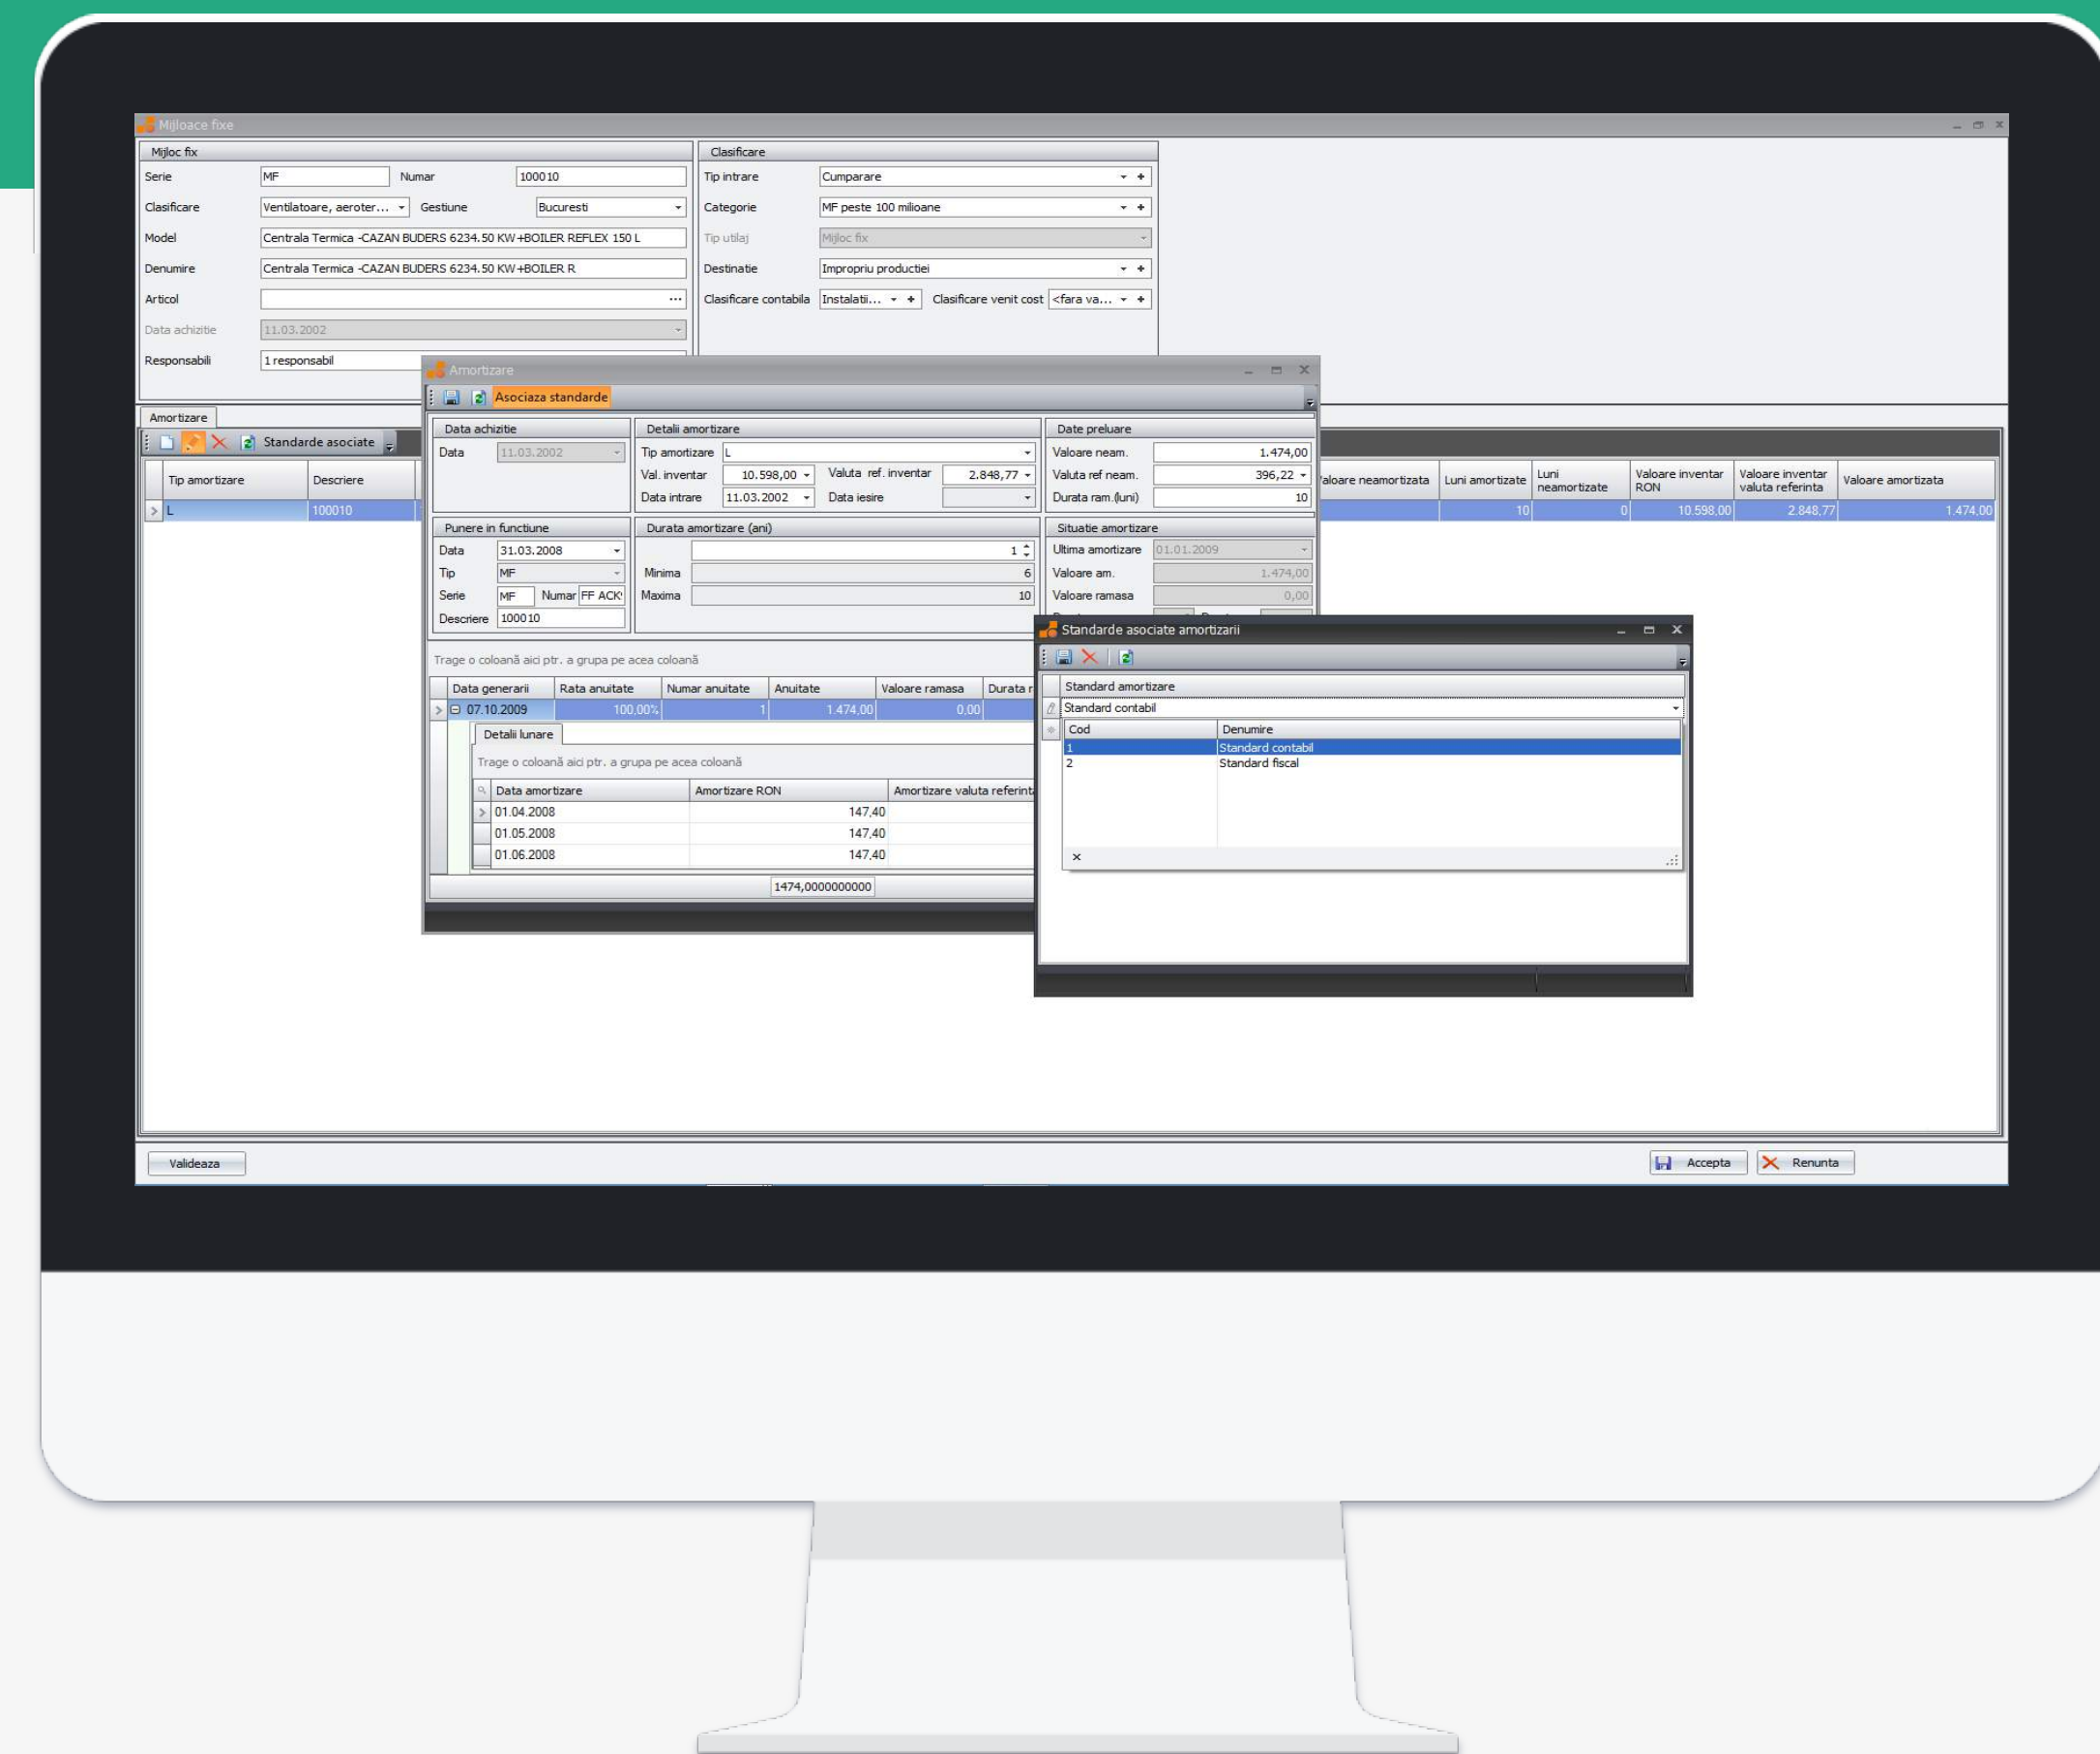 Mijloace fixe
Mijloc fix
Serie MF Numar 100010
Clasificare Ventilatoare, aeroter... Gestiune Bucuresti
Model Centrala Termica -CAZAN BUDERS 6234.50 KW+BOILER REFLEX 150 L
Denumire Centrala Termica -CAZAN BUDERS 6234.50 KW+BOILER R
Articol ...
Data achizitie 11.03.2002
Responsabili 1 responsabil
Clasificare
Tip intrare Cumparare
Categorie MF peste 100 milioane
Tip utilaj Mijloc fix
Destinatie Impropriu productiei
Clasificare contabila Instalatii... Clasificare venit cost <fara va...
Amortizare
Standarde asociate
Tip amortizare Descriere
L 100010
Valoare neamortizata Luni amortizate Luni neamortizate Valoare inventar RON Valoare inventar valuta referinta Valoare amortizata
10 0 10.598,00 2.848,77 1.474,00
Amortizare
Asociaza standarde
Data achizitie
Data 11.03.2002
Detalii amortizare
Tip amortizare L
Val. inventar 10.598,00 Valuta ref. inventar 2.848,77
Data intrare 11.03.2002 Data iesire
Date preluare
Valoare neam. 1.474,00
Valuta ref neam. 396,22
Durata ram.(luni) 10
Punere in functiune
Data 31.03.2008
Tip MF
Serie MF Numar FF ACK
Descriere 100010
Durata amortizare (ani)
1
Minima 6
Maxima 10
Situatie amortizare
Ultima amortizare 01.01.2009
Valoare am. 1.474,00
Valoare ramasa 0,00
Trage o coloană aici ptr. a grupa pe acea coloană
Data generarii Rata anuitate Numar anuitate Anuitate Valoare ramasa Durata r
07.10.2009 100,00% 1 1.474,00 0,00
Detalii lunare
Trage o coloană aici ptr. a grupa pe acea coloană
Data amortizare Amortizare RON Amortizare valuta referint
01.04.2008 147,40
01.05.2008 147,40
01.06.2008 147,40
1474,0000000000
Standarde asociate amortizarii
Standard amortizare
Standard contabil
Cod Denumire
1 Standard contabil
2 Standard fiscal
Valideaza Accepta Renunta